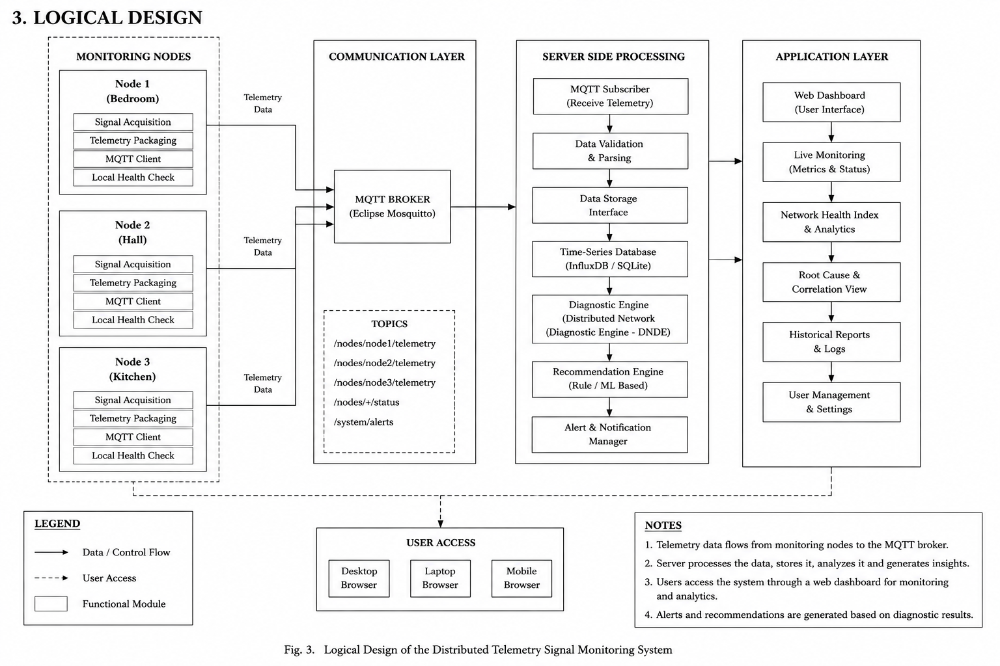 3. LOGICAL DESIGN
MONITORING NODES
Node 1
(Bedroom)
Signal Acquisition
Telemetry Packaging
MQTT Client
Local Health Check
Node 2
(Hall)
Signal Acquisition
Telemetry Packaging
MQTT Client
Local Health Check
Node 3
(Kitchen)
Signal Acquisition
Telemetry Packaging
MQTT Client
Local Health Check
Telemetry
Data
Telemetry
Data
Telemetry
Data
COMMUNICATION LAYER
MQTT BROKER
(Eclipse Mosquitto)
TOPICS
/nodes/node1/telemetry
/nodes/node2/telemetry
/nodes/node3/telemetry
/nodes/+/status
/system/alerts
SERVER SIDE PROCESSING
MQTT Subscriber
(Receive Telemetry)
Data Validation
& Parsing
Data Storage
Interface
Time-Series Database
(InfluxDB / SQLite)
Diagnostic Engine
(Distributed Network
(Diagnostic Engine - DNDE)
Recommendation Engine
(Rule / ML Based)
Alert & Notification
Manager
APPLICATION LAYER
Web Dashboard
(User Interface)
Live Monitoring
(Metrics & Status)
Network Health Index
& Analytics
Root Cause &
Correlation View
Historical Reports
& Logs
User Management
& Settings
LEGEND
Data / Control Flow
User Access
Functional Module
USER ACCESS
Desktop
Browser
Laptop
Browser
Mobile
Browser
NOTES
1. Telemetry data flows from monitoring nodes to the MQTT broker.
2. Server processes the data, stores it, analyzes it and generates insights.
3. Users access the system through a web dashboard for monitoring
and analytics.
4. Alerts and recommendations are generated based on diagnostic results.
Fig. 3. Logical Design of the Distributed Telemetry Signal Monitoring System